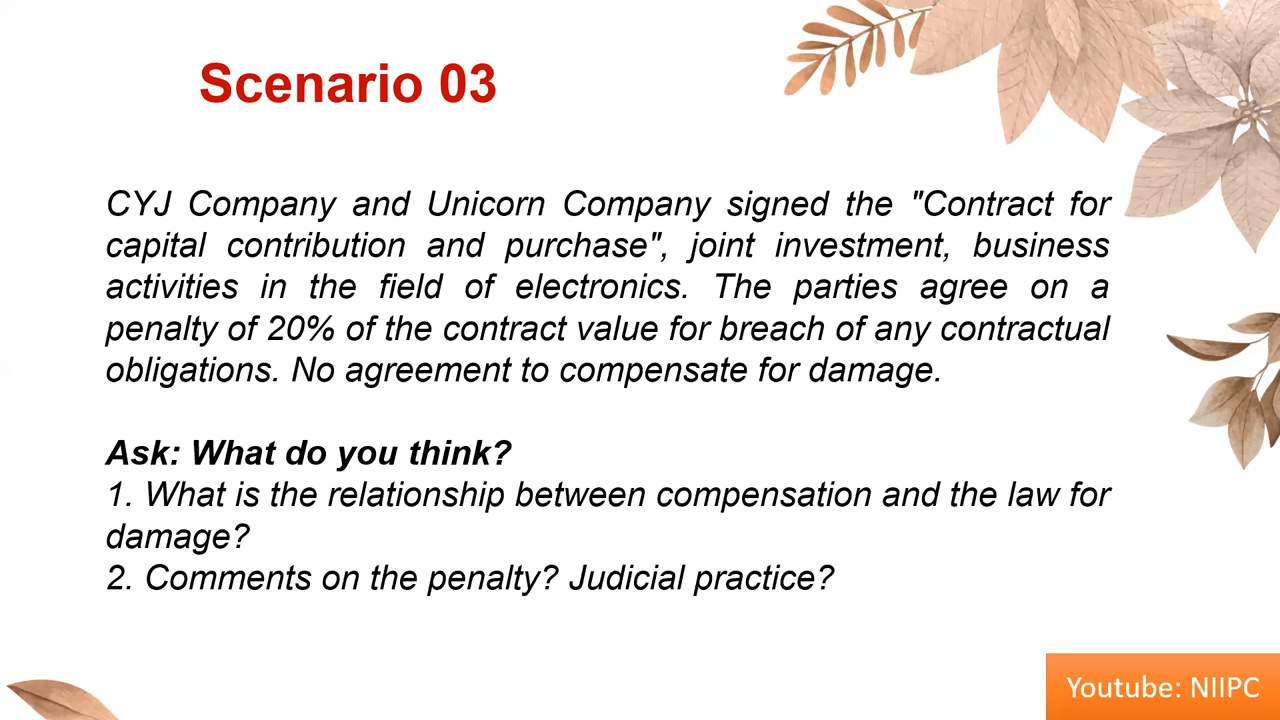 Scenario 03
CYJ Company and Unicorn Company signed the "Contract for
capital contribution and purchase", joint investment, business
activities in the field of electronics. The parties agree on a
penalty of 20% of the contract value for breach of any contractual
obligations. No agreement to compensate for damage.
Ask: What do you think?
1. What is the relationship between compensation and the law for
damage?
2. Comments on the penalty? Judicial practice?
Youtube: NIIPC